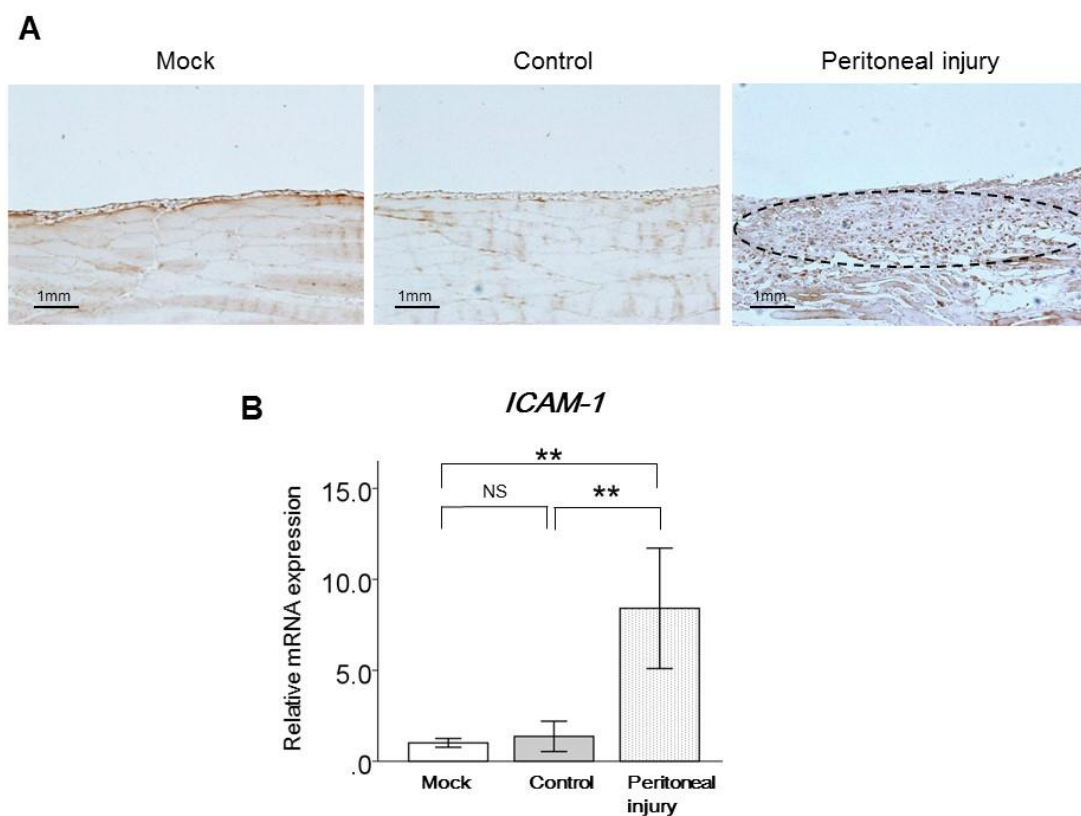 A
Mock Control Peritoneal injury
1mm 1mm 1mm
B
ICAM-1
Relative mRNA expression
15.0
10.0
5.0
.0
**
NS **
Mock Control Peritoneal
injury